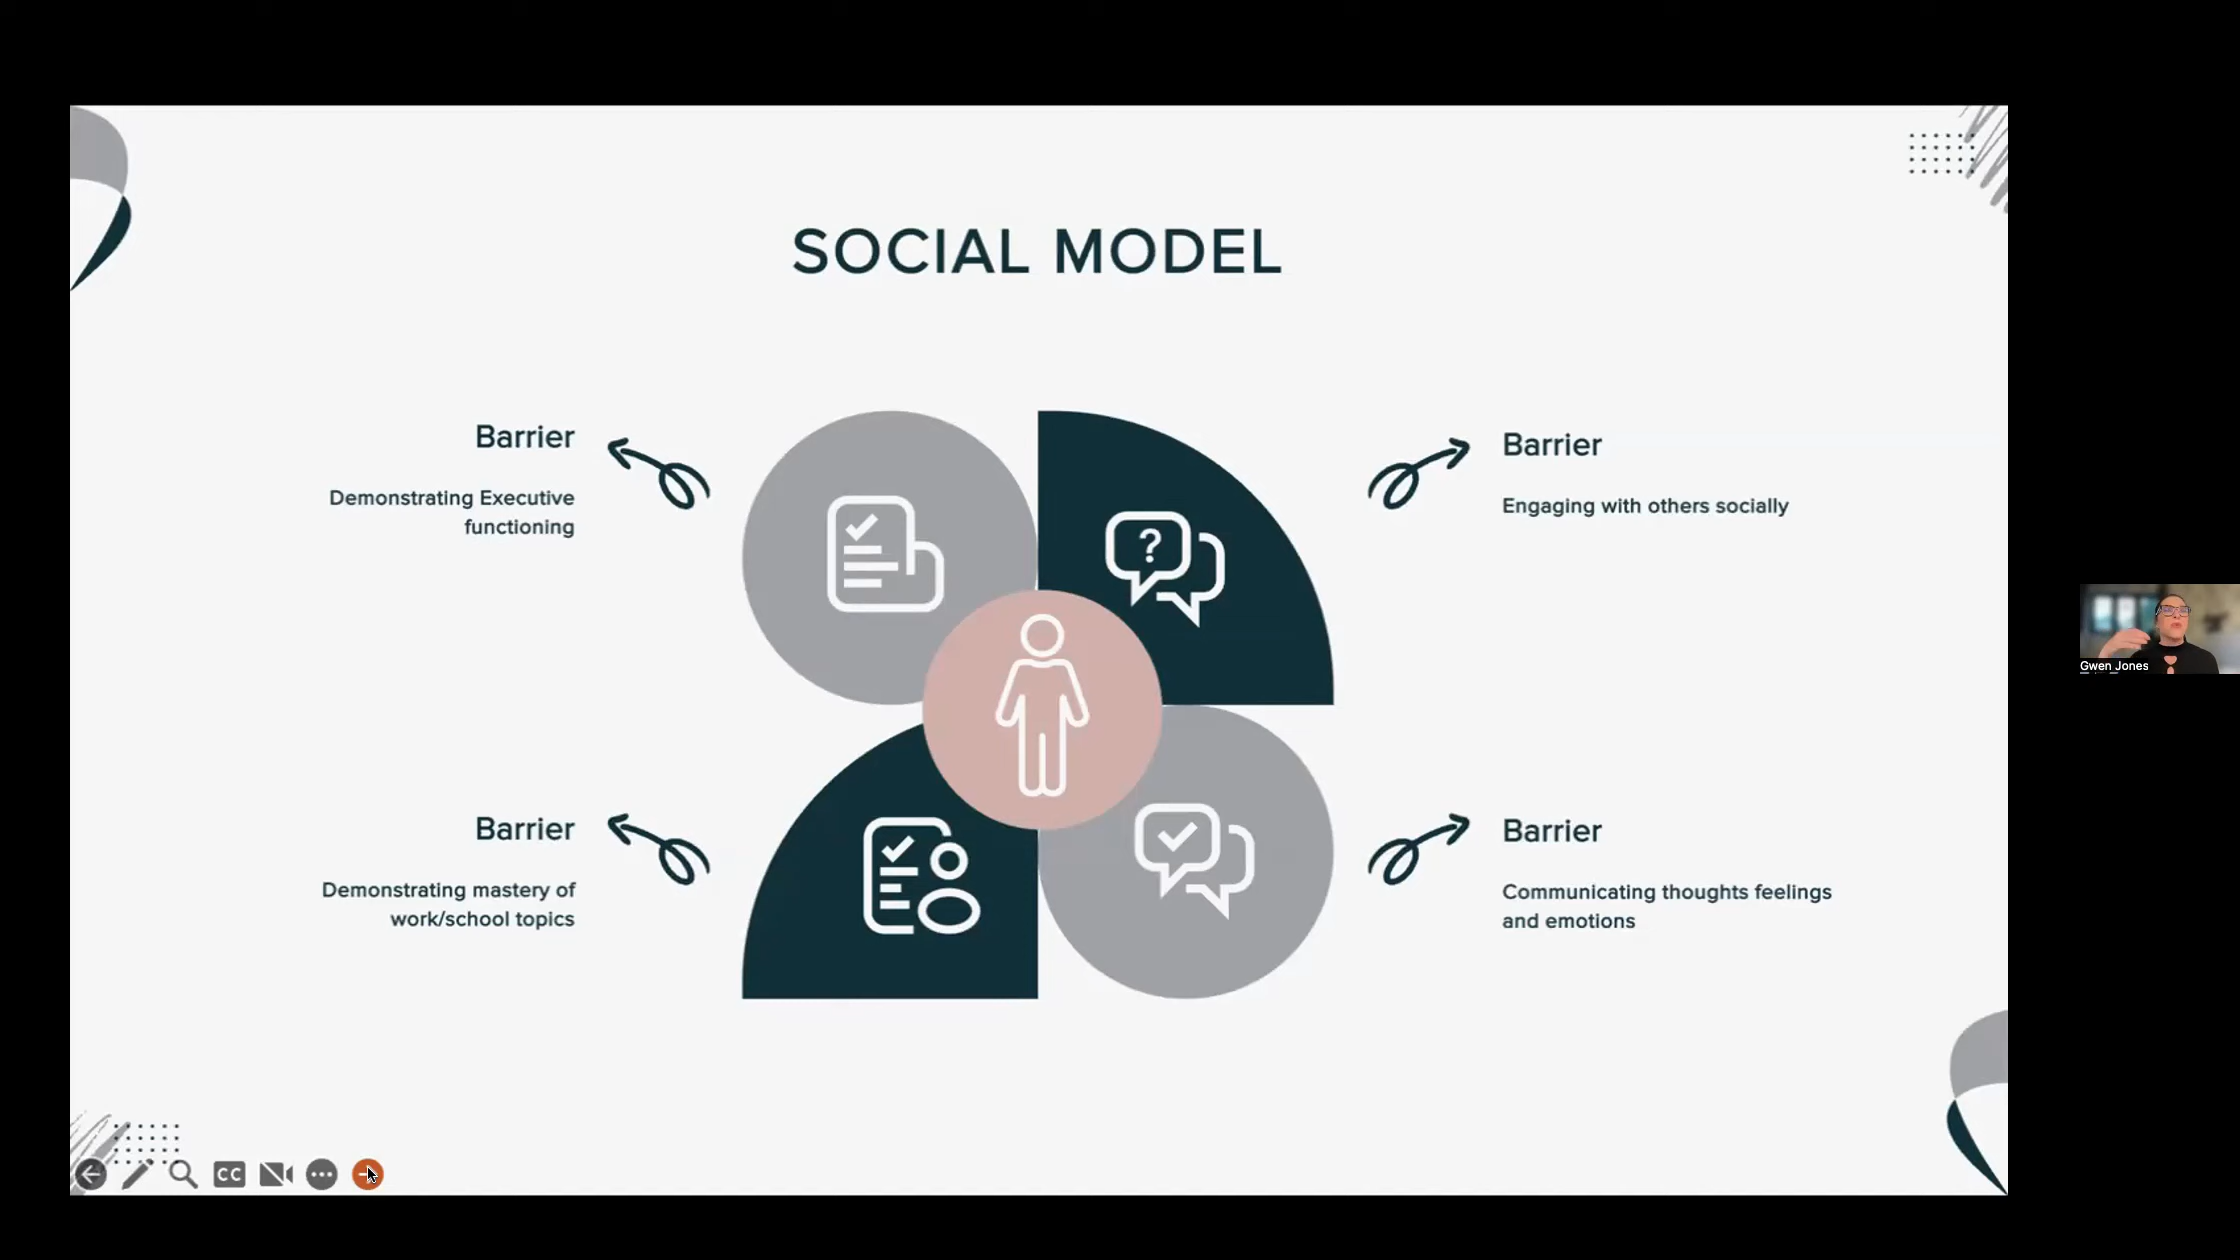 SOCIAL MODEL
Barrier
Demonstrating Executive
functioning
Barrier
Engaging with others socially
?
Barrier
Demonstrating mastery of
work/school topics
Barrier
Communicating thoughts feelings
and emotions
Gwen Jones
CC